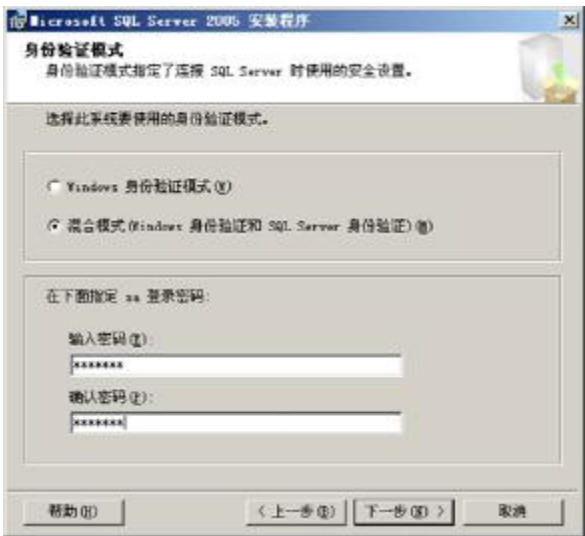 Microsoft SQL Server 2005 安装程序
身份验证模式
身份验证模式指定了连接 SQL Server 时使用的安全设置。
选择此系统要使用的身份验证模式。
Windows 身份验证模式(W)
混合模式(Windows 身份验证和 SQL Server 身份验证)(M)
在下面指定 sa 登录密码:
输入密码(E):
*******
确认密码(P):
*******
帮助(H)
< 上一步(B)
下一步(N) >
取消